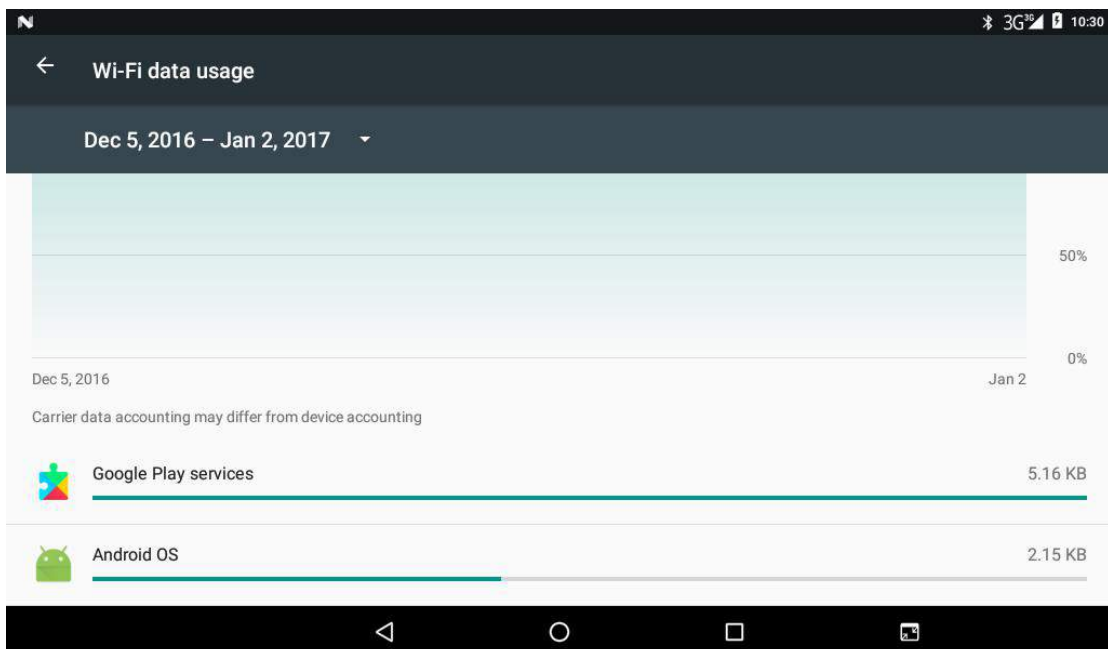 3G 3G 10:30
Wi-Fi data usage
Dec 5, 2016 – Jan 2, 2017
50%
0%
Dec 5, 2016 Jan 2
Carrier data accounting may differ from device accounting
Google Play services 5.16 KB
Android OS 2.15 KB